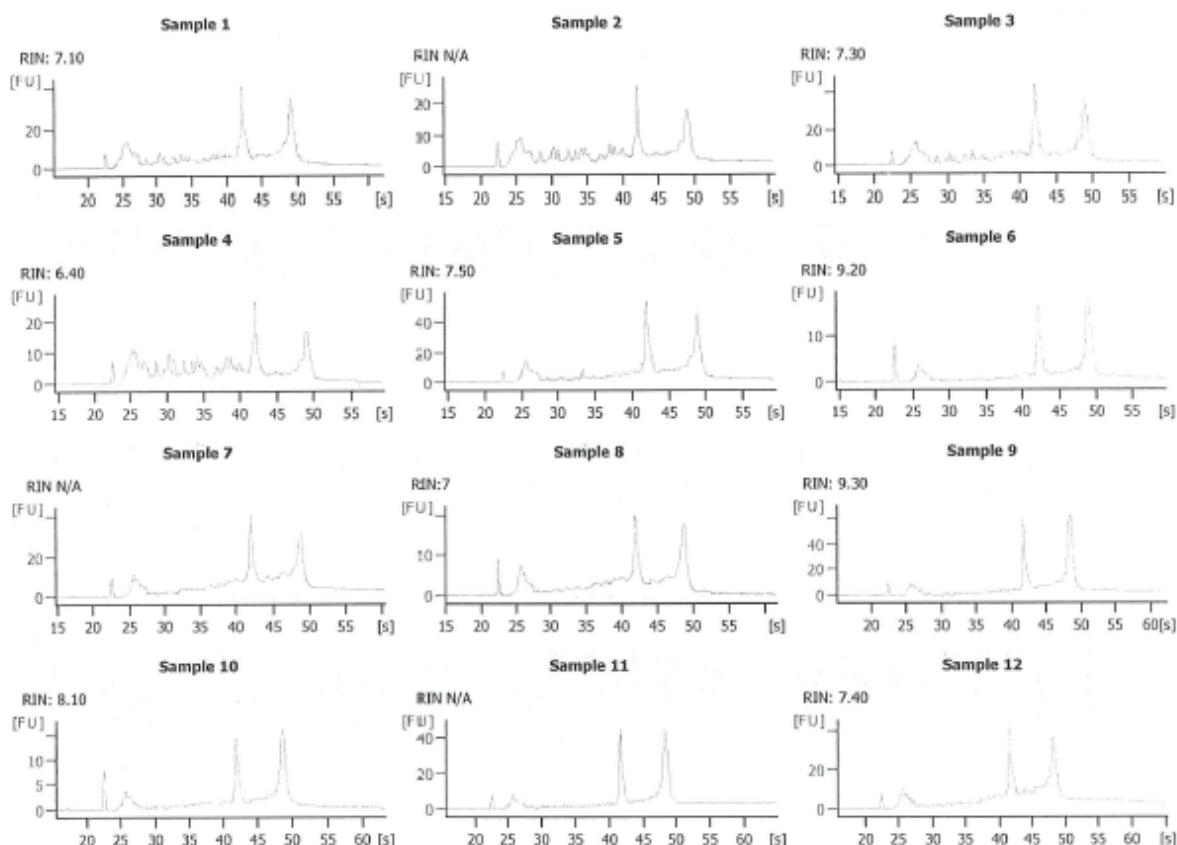 Sample 1
RIN: 7.10
[FU]
20
0
20 25 30 35 40 45 50 55 [s]
Sample 2
RIN N/A
[FU]
20
10
0
15 20 25 30 35 40 45 50 55 [s]
Sample 3
RIN: 7.30
[FU]
20
0
15 20 25 30 35 40 45 50 55 [s]
Sample 4
RIN: 6.40
[FU]
20
10
0
15 20 25 30 35 40 45 50 55 [s]
Sample 5
RIN: 7.50
[FU]
40
20
0
15 20 25 30 35 40 45 50 55 [s]
Sample 6
RIN: 9.20
[FU]
10
0
15 20 25 30 35 40 45 50 55 [s]
Sample 7
RIN N/A
[FU]
20
0
15 20 25 30 35 40 45 50 55 [s]
Sample 8
RIN:7
[FU]
10
0
15 20 25 30 35 40 45 50 55 [s]
Sample 9
RIN: 9.30
[FU]
40
20
0
20 25 30 35 40 45 50 55 60[s]
Sample 10
RIN: 8.10
[FU]
10
5
0
20 25 30 35 40 45 50 55 60 [s]
Sample 11
RIN N/A
[FU]
40
20
0
20 25 30 35 40 45 50 55 60 [s]
Sample 12
RIN: 7.40
[FU]
20
0
20 25 30 35 40 45 50 55 60 [s]